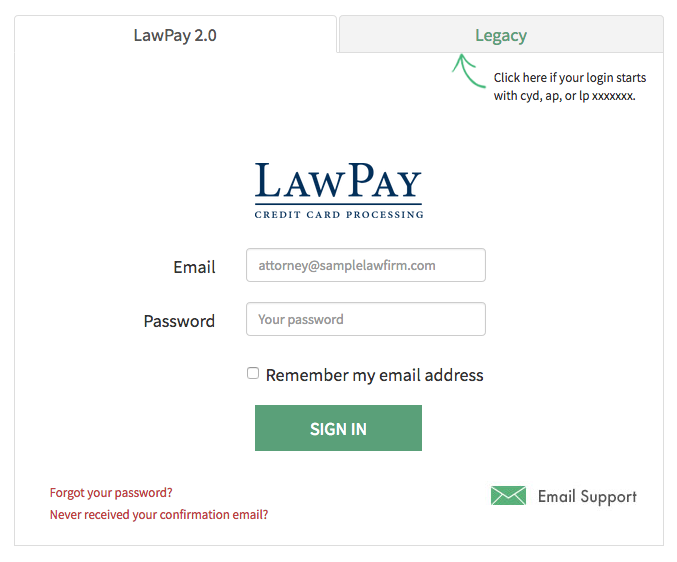 LawPay 2.0
Legacy
Click here if your login starts
with cyd, ap, or lp xxxxxxx.
LAWPAY
CREDIT CARD PROCESSING
Email
attorney@samplelawfirm.com
Password
Your password
Remember my email address
SIGN IN
Forgot your password?
Never received your confirmation email?
Email Support